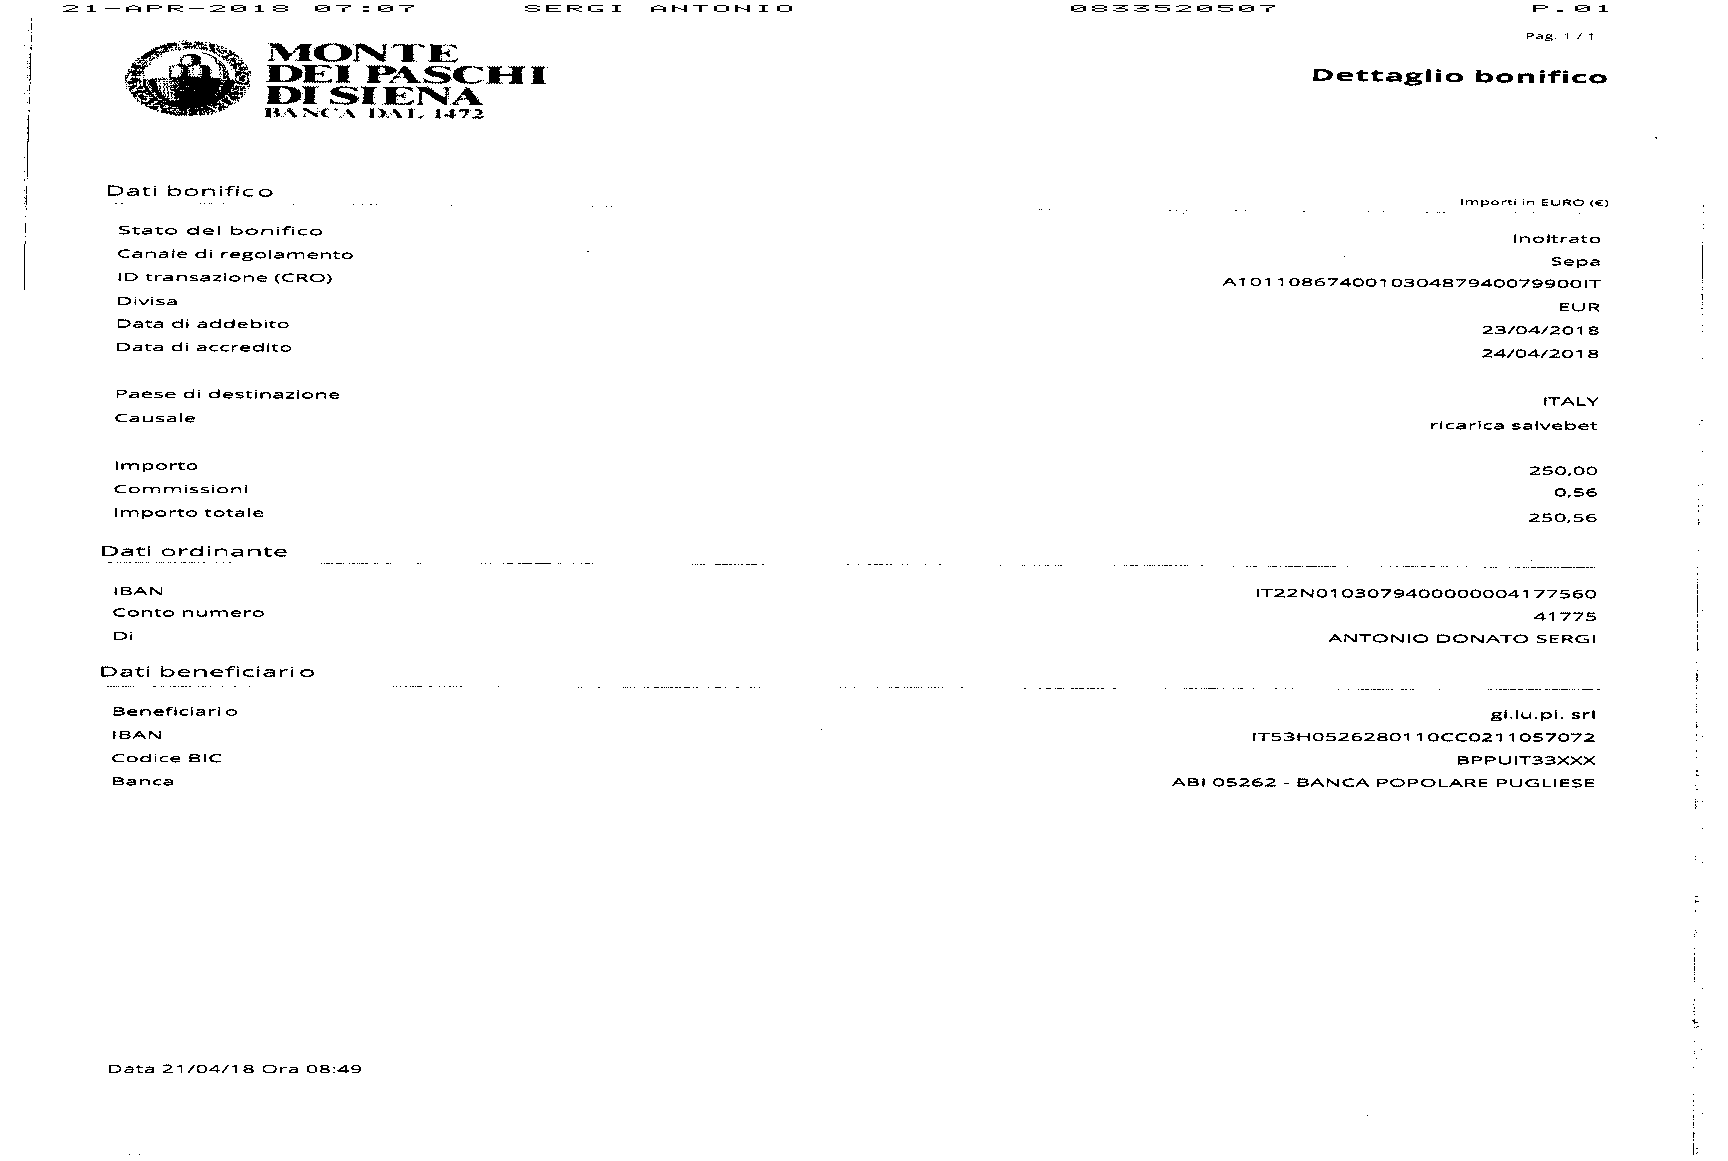 21-APR-2018 07:07 SERGI ANTONIO 0833520507 P.01
Pag. 1 / 1
MONTE
DEI PASCHI
DI SIENA
BANCA DAL 1472
Dettaglio bonifico
Dati bonifico
Importi in EURO (€)
Stato del bonifico Inoltrato
Canale di regolamento Sepa
ID transazione (CRO) A101108674001030487940079900IT
Divisa EUR
Data di addebito 23/04/2018
Data di accredito 24/04/2018
Paese di destinazione ITALY
Causale ricarica salvebet
Importo 250,00
Commissioni 0,56
Importo totale 250,56
Dati ordinante
IBAN IT22N0103079400000004177560
Conto numero 41775
Di ANTONIO DONATO SERGI
Dati beneficiario
Beneficiario gi.lu.pi. srl
IBAN IT53H0526280110CC0211057072
Codice BIC BPPUIT33XXX
Banca ABI 05262 - BANCA POPOLARE PUGLIESE
Data 21/04/18 Ora 08:49